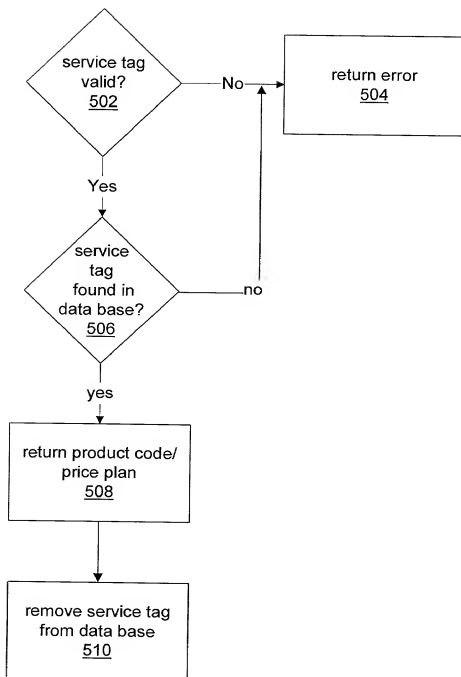 service tag
valid?
502
No
return error
504
Yes
service
tag
found in
data base?
506
no
yes
return product code/
price plan
508
remove service tag
from data base
510